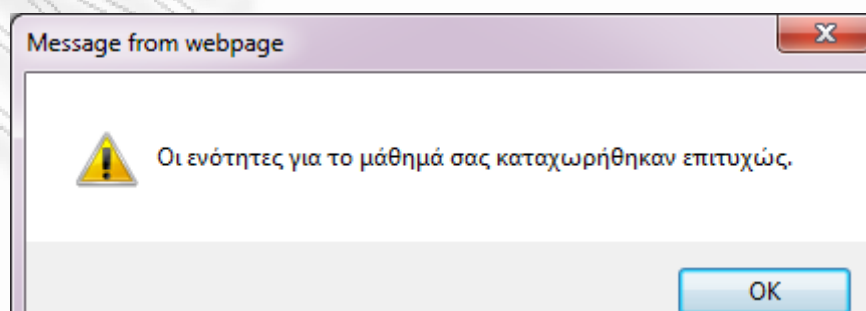 Message from webpage
Οι ενότητες για το μάθημά σας καταχωρήθηκαν επιτυχώς.
OK